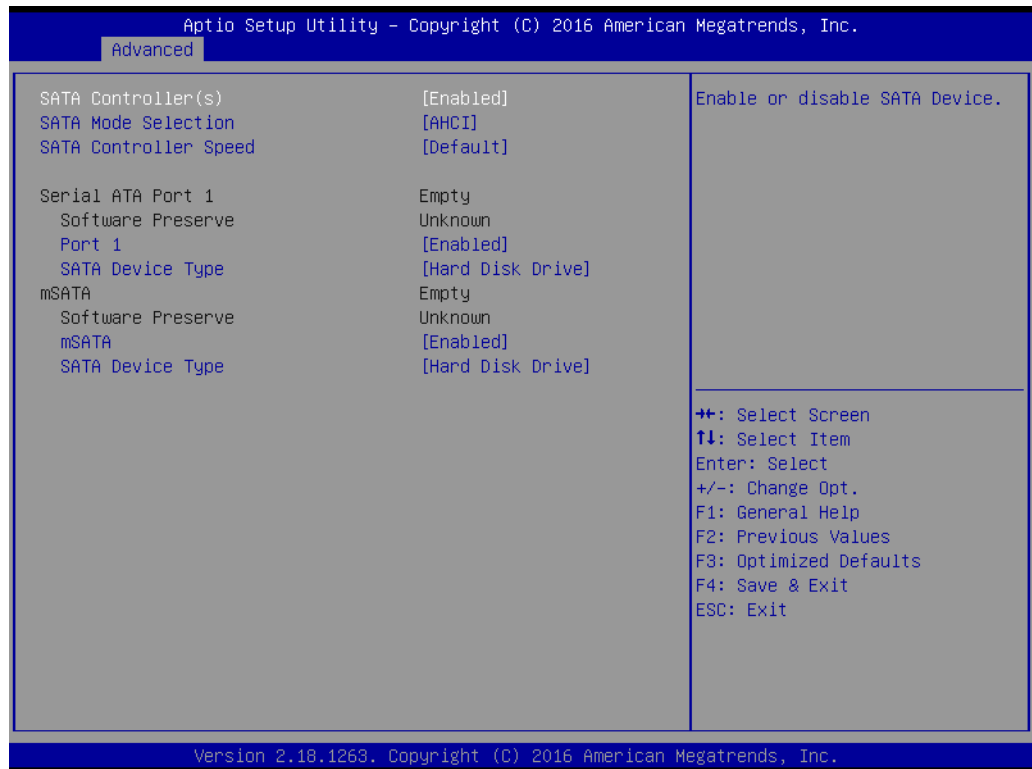 Aptio Setup Utility – Copyright (C) 2016 American Megatrends, Inc.
Advanced
SATA Controller(s) [Enabled]
SATA Mode Selection [AHCI]
SATA Controller Speed [Default]
Serial ATA Port 1 Empty
Software Preserve Unknown
Port 1 [Enabled]
SATA Device Type [Hard Disk Drive]
mSATA Empty
Software Preserve Unknown
mSATA [Enabled]
SATA Device Type [Hard Disk Drive]
Enable or disable SATA Device.
→←: Select Screen
↑↓: Select Item
Enter: Select
+/-: Change Opt.
F1: General Help
F2: Previous Values
F3: Optimized Defaults
F4: Save & Exit
ESC: Exit
Version 2.18.1263. Copyright (C) 2016 American Megatrends, Inc.